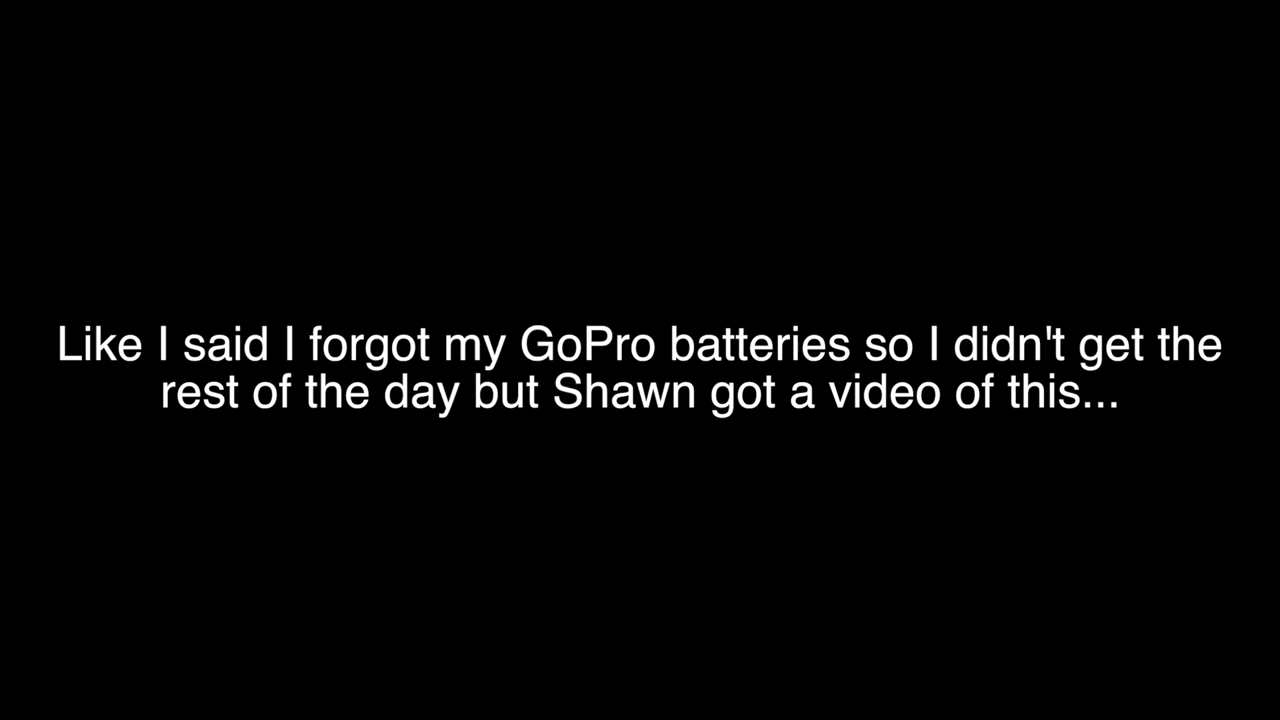 Like I said I forgot my GoPro batteries so I didn't get the
rest of the day but Shawn got a video of this...